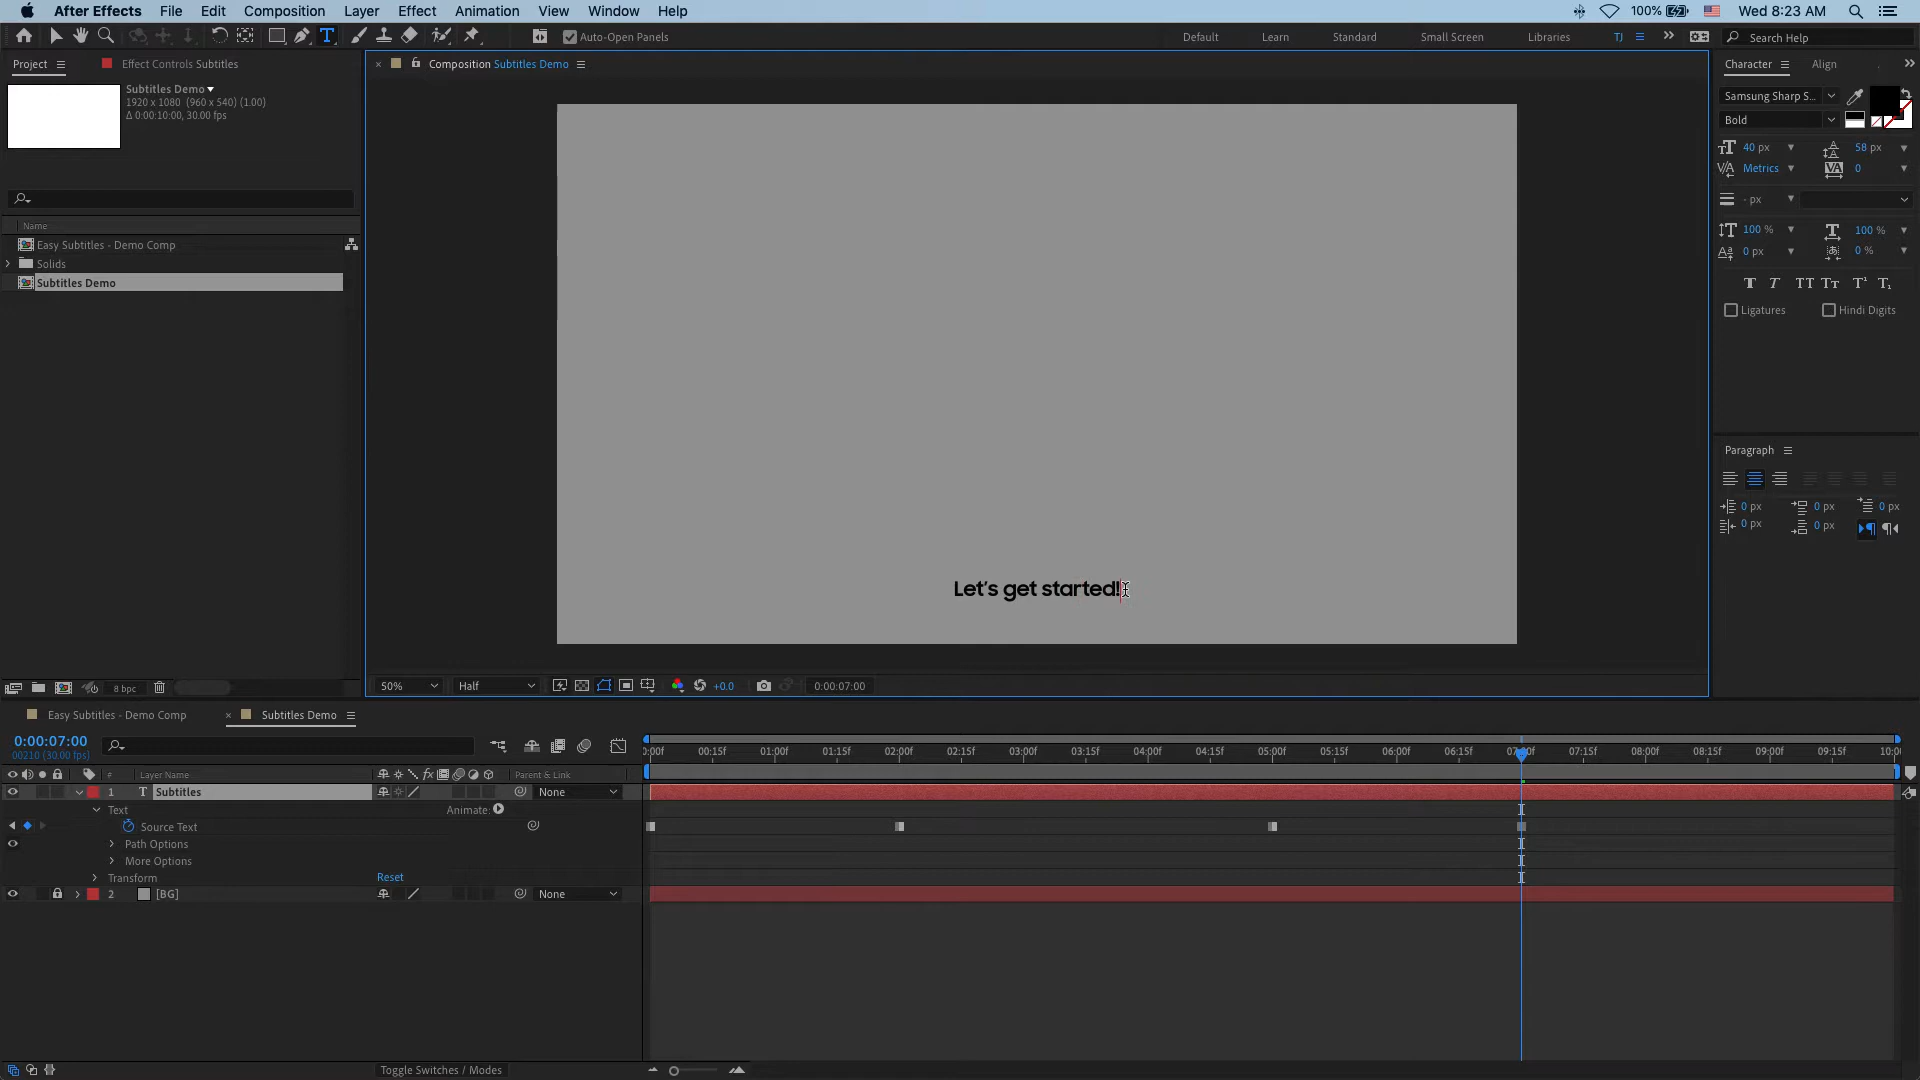 After Effects File Edit Composition Layer Effect Animation View Window Help 100% Wed 8:23 AM
Auto-Open Panels Default Learn Standard Small Screen Libraries TJ Search Help
Project Effect Controls Subtitles
Composition Subtitles Demo
Character Align
Subtitles Demo
1920 x 1080 (960 x 540) (1.00)
Δ 0:00:10:00, 30.00 fps
Samsung Sharp S...
Bold
40 px 58 px
Metrics 0
- px
100 % 100 %
0 px 0 %
Ligatures Hindi Digits
Name
Easy Subtitles - Demo Comp
Solids
Subtitles Demo
Paragraph
0 px 0 px 0 px
0 px 0 px
Let's get started!
8 bpc
50% Half +0.0 0:00:07:00
Easy Subtitles - Demo Comp Subtitles Demo
0:00:07:00
00210 (30.00 fps)
0:00f 00:15f 01:00f 01:15f 02:00f 02:15f 03:00f 03:15f 04:00f 04:15f 05:00f 05:15f 06:00f 06:15f 07:00f 07:15f 08:00f 08:15f 09:00f 09:15f 10:0
# Layer Name Parent & Link
1 T Subtitles None
Text Animate:
Source Text
Path Options
More Options
Transform Reset
2 [BG] None
Toggle Switches / Modes